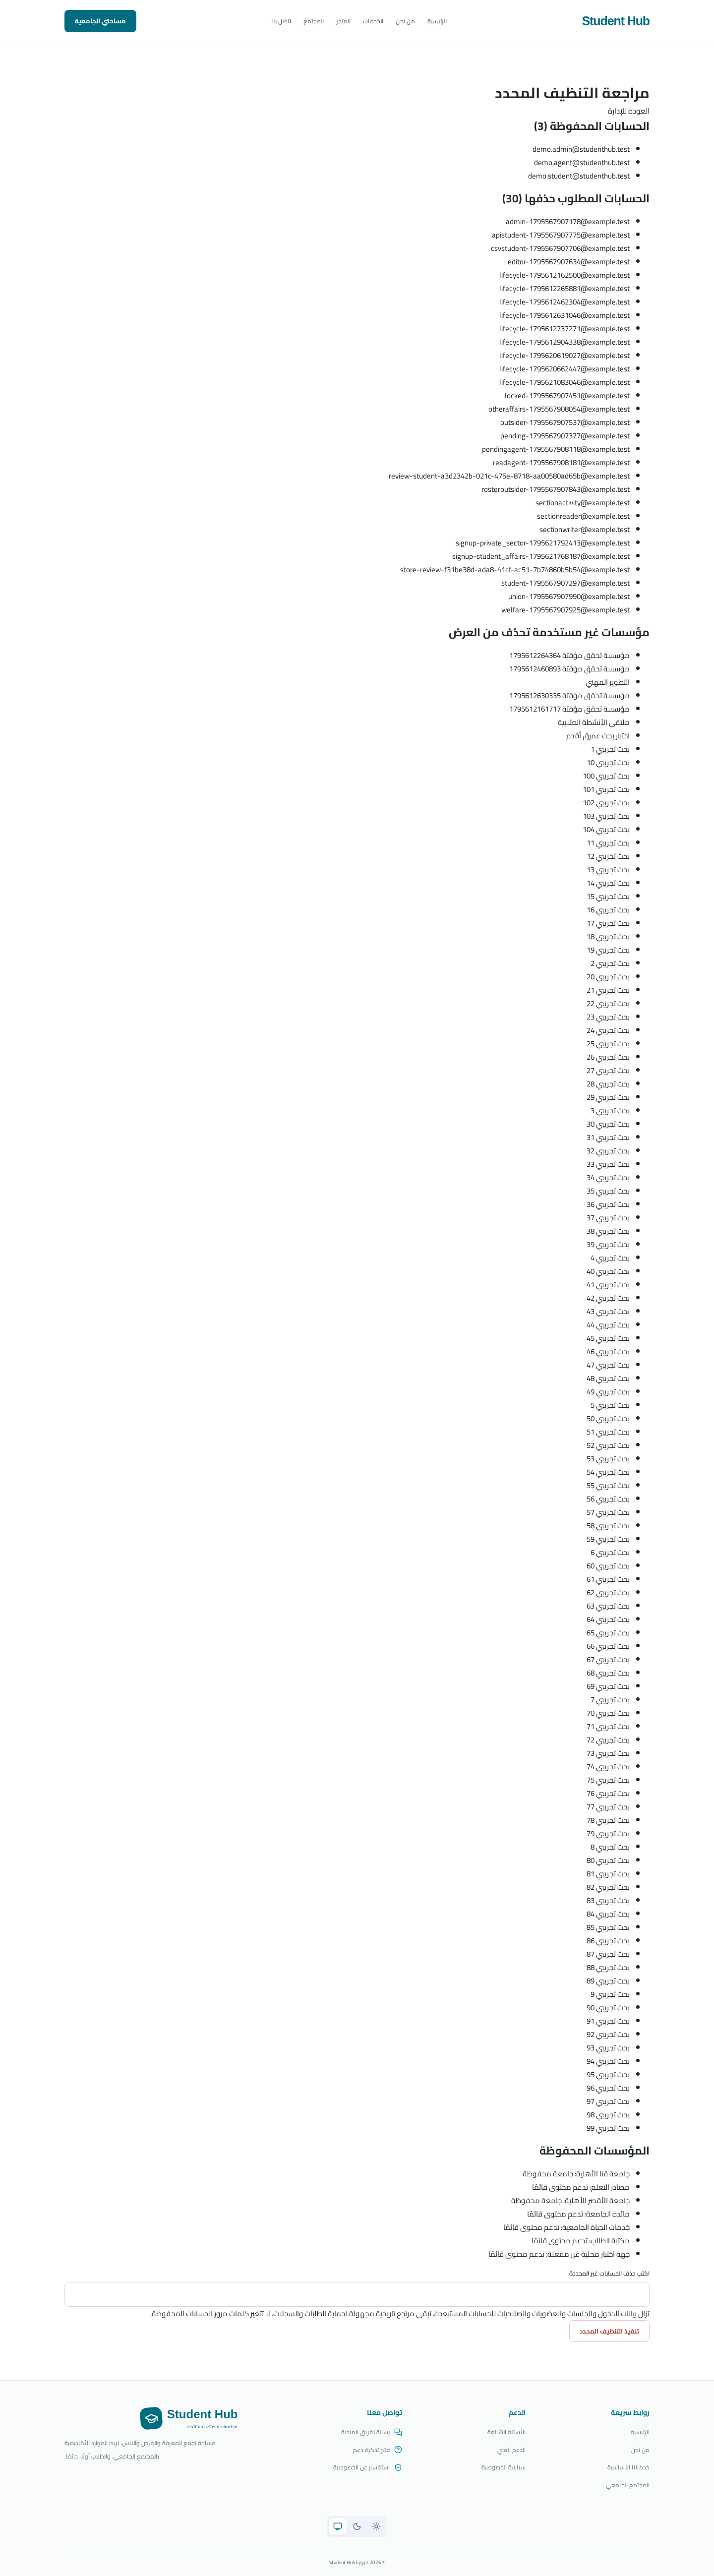 Student Hub
الرئيسية
من نحن
الخدمات
المتجر
المجتمع
اتصل بنا
مساحتي الجامعية
مراجعة التنظيف المحدد
العودة للإدارة
الحسابات المحفوظة (3)
demo.admin@studenthub.test
demo.agent@studenthub.test
demo.student@studenthub.test
الحسابات المطلوب حذفها (30)
admin-1795567907178@example.test
apistudent-1795567907775@example.test
csvstudent-1795567907706@example.test
editor-1795567907634@example.test
lifecycle-1795612162500@example.test
lifecycle-1795612265881@example.test
lifecycle-1795612462304@example.test
lifecycle-1795612631046@example.test
lifecycle-1795612737271@example.test
lifecycle-1795612904338@example.test
lifecycle-1795620619027@example.test
lifecycle-1795620662447@example.test
lifecycle-1795621083046@example.test
locked-1795567907451@example.test
otheraffairs-1795567908054@example.test
outsider-1795567907537@example.test
pending-1795567907377@example.test
pendingagent-1795567908118@example.test
readagent-1795567908181@example.test
review-student-a3d2342b-021c-475e-8718-aa00580ad65b@example.test
rosteroutsider-1795567907843@example.test
sectionactivity@example.test
sectionreader@example.test
sectionwriter@example.test
signup-private_sector-1795621792413@example.test
signup-student_affairs-1795621768187@example.test
store-review-f31be38d-ada8-41cf-ac51-7b74860b5b54@example.test
student-1795567907297@example.test
union-1795567907990@example.test
welfare-1795567907925@example.test
مؤسسات غير مستخدمة تحذف من العرض
مؤسسة تحقق مؤقتة 1795612264364
مؤسسة تحقق مؤقتة 1795612460893
التطوير المهني
مؤسسة تحقق مؤقتة 1795612630335
مؤسسة تحقق مؤقتة 1795612161717
ملتقى الأنشطة الطلابية
اختبار بحث عميق أقدم
بحث تجريبي 1
بحث تجريبي 10
بحث تجريبي 100
بحث تجريبي 101
بحث تجريبي 102
بحث تجريبي 103
بحث تجريبي 104
بحث تجريبي 11
بحث تجريبي 12
بحث تجريبي 13
بحث تجريبي 14
بحث تجريبي 15
بحث تجريبي 16
بحث تجريبي 17
بحث تجريبي 18
بحث تجريبي 19
بحث تجريبي 2
بحث تجريبي 20
بحث تجريبي 21
بحث تجريبي 22
بحث تجريبي 23
بحث تجريبي 24
بحث تجريبي 25
بحث تجريبي 26
بحث تجريبي 27
بحث تجريبي 28
بحث تجريبي 29
بحث تجريبي 3
بحث تجريبي 30
بحث تجريبي 31
بحث تجريبي 32
بحث تجريبي 33
بحث تجريبي 34
بحث تجريبي 35
بحث تجريبي 36
بحث تجريبي 37
بحث تجريبي 38
بحث تجريبي 39
بحث تجريبي 4
بحث تجريبي 40
بحث تجريبي 41
بحث تجريبي 42
بحث تجريبي 43
بحث تجريبي 44
بحث تجريبي 45
بحث تجريبي 46
بحث تجريبي 47
بحث تجريبي 48
بحث تجريبي 49
بحث تجريبي 5
بحث تجريبي 50
بحث تجريبي 51
بحث تجريبي 52
بحث تجريبي 53
بحث تجريبي 54
بحث تجريبي 55
بحث تجريبي 56
بحث تجريبي 57
بحث تجريبي 58
بحث تجريبي 59
بحث تجريبي 6
بحث تجريبي 60
بحث تجريبي 61
بحث تجريبي 62
بحث تجريبي 63
بحث تجريبي 64
بحث تجريبي 65
بحث تجريبي 66
بحث تجريبي 67
بحث تجريبي 68
بحث تجريبي 69
بحث تجريبي 7
بحث تجريبي 70
بحث تجريبي 71
بحث تجريبي 72
بحث تجريبي 73
بحث تجريبي 74
بحث تجريبي 75
بحث تجريبي 76
بحث تجريبي 77
بحث تجريبي 78
بحث تجريبي 79
بحث تجريبي 8
بحث تجريبي 80
بحث تجريبي 81
بحث تجريبي 82
بحث تجريبي 83
بحث تجريبي 84
بحث تجريبي 85
بحث تجريبي 86
بحث تجريبي 87
بحث تجريبي 88
بحث تجريبي 89
بحث تجريبي 9
بحث تجريبي 90
بحث تجريبي 91
بحث تجريبي 92
بحث تجريبي 93
بحث تجريبي 94
بحث تجريبي 95
بحث تجريبي 96
بحث تجريبي 97
بحث تجريبي 98
بحث تجريبي 99
المؤسسات المحفوظة
جامعة قنا الأهلية: جامعة محفوظة
مصادر التعلم: تدعم محتوى قائمًا
جامعة الأقصر الأهلية: جامعة محفوظة
مائدة الجامعة: تدعم محتوى قائمًا
خدمات الحياة الجامعية: تدعم محتوى قائمًا
مكتبة الطالب: تدعم محتوى قائمًا
جهة اختبار محلية غير مفعلة: تدعم محتوى قائمًا
اكتب حذف الحسابات غير المحددة
تزال بيانات الدخول والجلسات والعضويات والصلاحيات للحسابات المستبعدة. تبقى مراجع تاريخية مجهولة لحماية الطلبات والسجلات. لا تتغير كلمات مرور الحسابات المحفوظة.
تنفيذ التنظيف المحدد
روابط سريعة
الرئيسية
من نحن
خدماتنا الأساسية
المجتمع الجامعي
الدعم
الأسئلة الشائعة
الدعم الفني
سياسة الخصوصية
تواصل معنا
رسالة لفريق المنصة
فتح تذكرة دعم
استفسار عن الخصوصية
Student Hub
مجتمعك، فرصتك، مستقبلك.
مساحة تجمع المعرفة والفرص والناس، تربط الموارد الأكاديمية
بالمجتمع الجامعي، والطالب أولًا، دائمًا.
© 2026 Student Hub Egypt